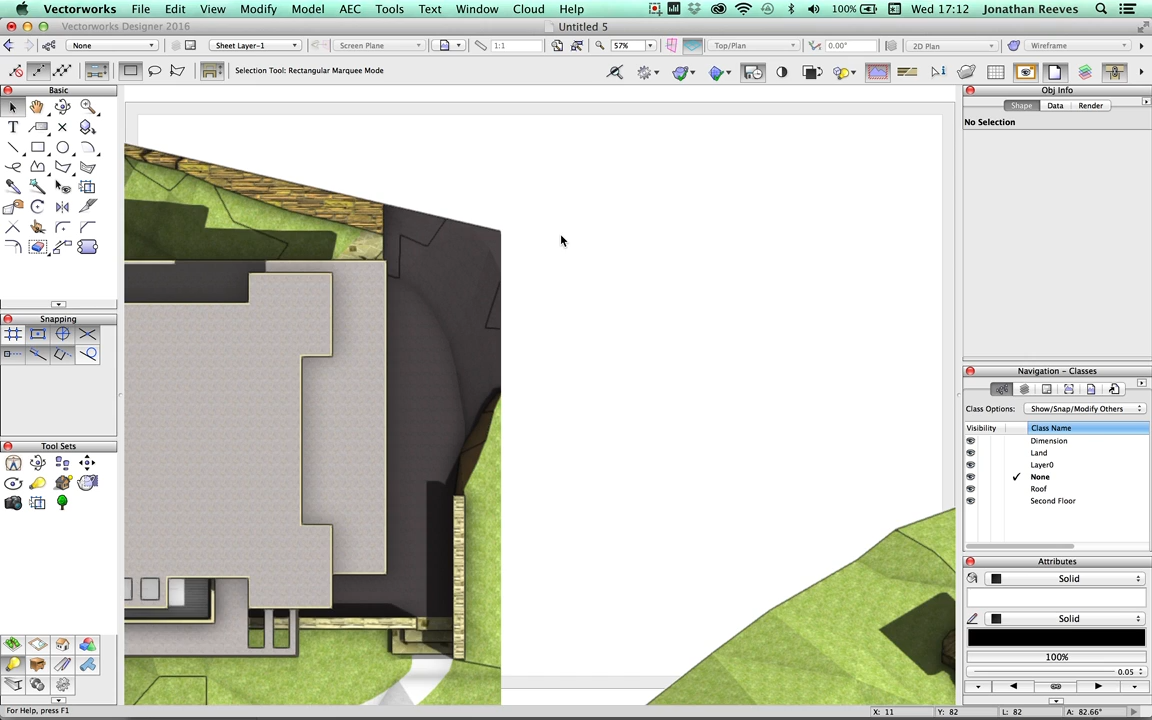 Vectorworks File Edit View Modify Model AEC Tools Text Window Cloud Help 100% Wed 17:12 Jonathan Reeves
Vectorworks Designer 2016 Untitled 5
None Sheet Layer-1 Screen Plane 1:1 57% Top/Plan 0.00° 2D Plan Wireframe
Selection Tool: Rectangular Marquee Mode
Basic
Obj Info
Shape Data Render
No Selection
Snapping
Navigation - Classes
Class Options: Show/Snap/Modify Others
Visibility Class Name
Dimension
Land
Layer0
None
Roof
Second Floor
Tool Sets
Attributes
Solid
Solid
100%
0.05
For Help, press F1
X: 11 Y: 82 L: 82 A: 82.66°